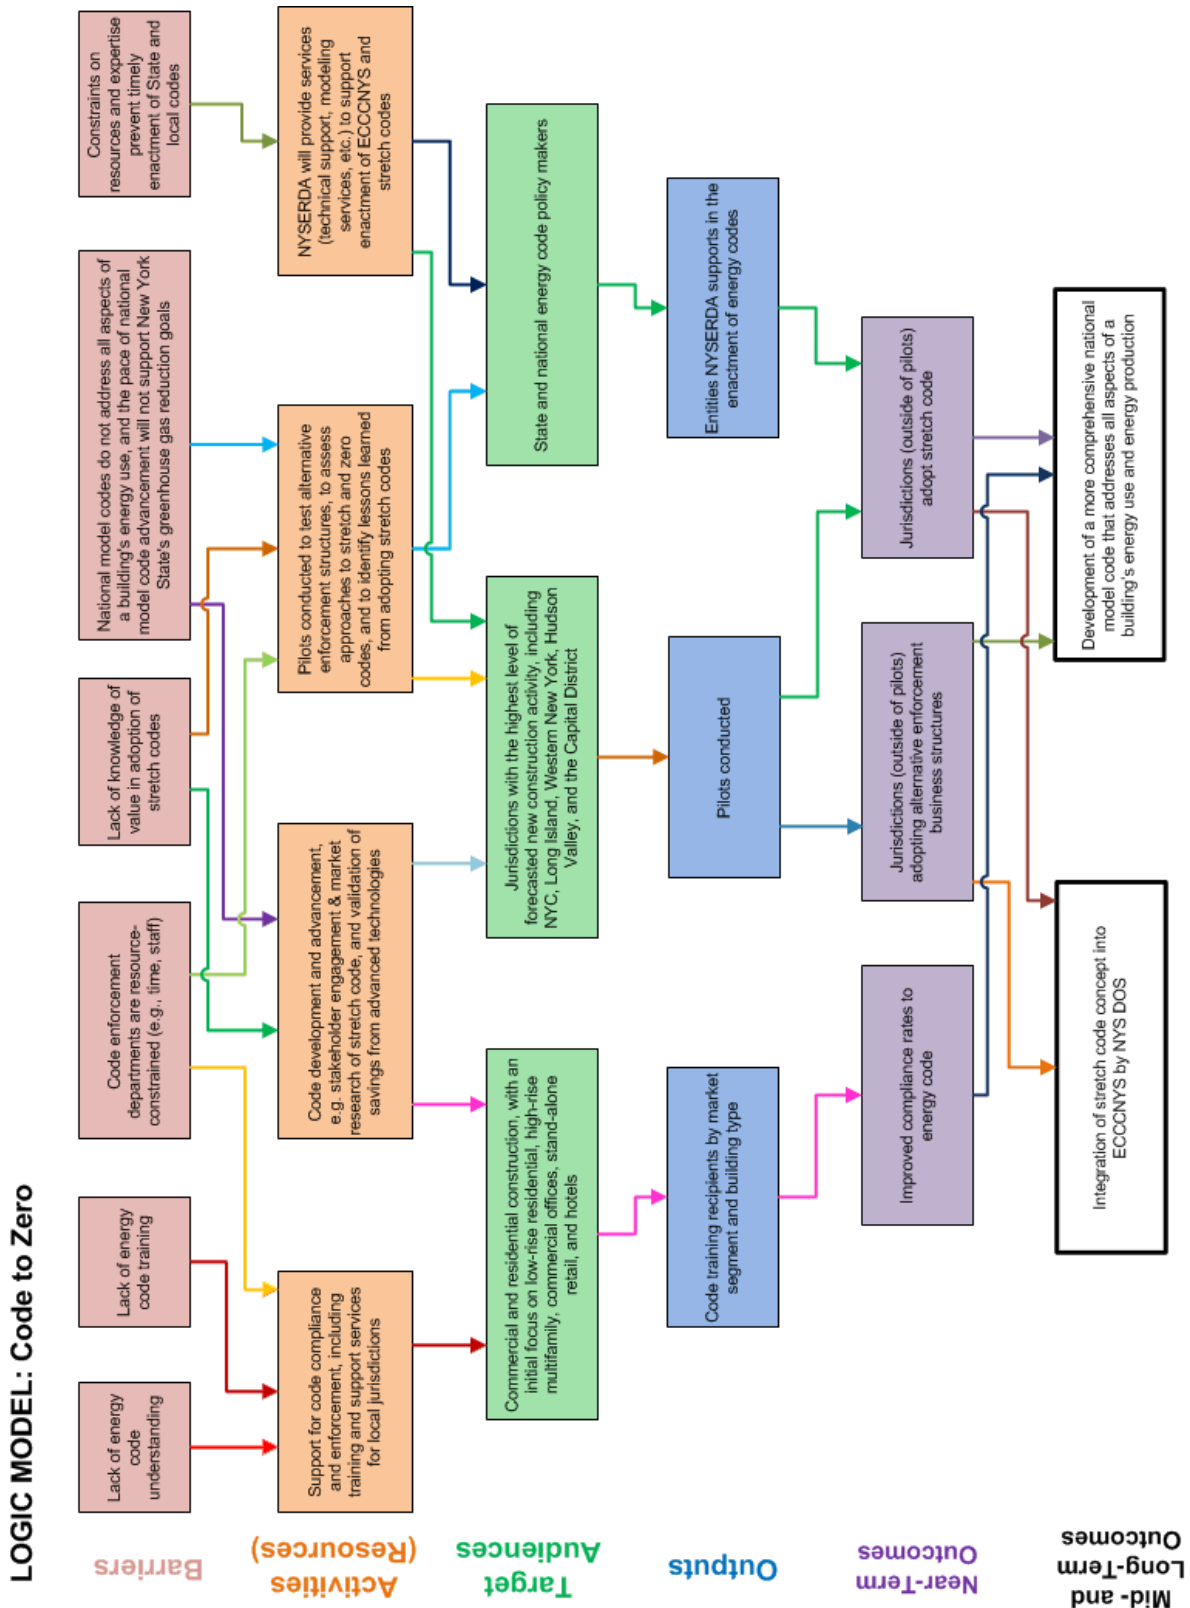 LOGIC MODEL: Code to Zero
Barriers
Lack of energy
code
understanding
Lack of energy
code training
Code enforcement
departments are resource-
constrained (e.g., time, staff)
Lack of knowledge of
value in adoption of
stretch codes
National model codes do not address all aspects of
a building's energy use, and the pace of national
model code advancement will not support New York
State's greenhouse gas reduction goals
Constraints on
resources and expertise
prevent timely
enactment of State and
local codes
Activities
(Resources)
Support for code compliance
and enforcement, including
training and support services
for local jurisdictions
Code development and advancement,
e.g. stakeholder engagement & market
research of stretch code, and validation of
savings from advanced technologies
Pilots conducted to test alternative
enforcement structures, to assess
approaches to stretch and zero
codes, and to identify lessons learned
from adopting stretch codes
NYSERDA will provide services
(technical support, modeling
services, etc.) to support
enactment of ECCCNYS and
stretch codes
Target
Audiences
Commercial and residential construction, with an
initial focus on low-rise residential, high-rise
multifamily, commercial offices, stand-alone
retail, and hotels
Jurisdictions with the highest level of
forecasted new construction activity, including
NYC, Long Island, Western New York, Hudson
Valley, and the Capital District
State and national energy code policy makers
Outputs
Code training recipients by market
segment and building type
Pilots conducted
Entities NYSERDA supports in the
enactment of energy codes
Near-Term
Outcomes
Improved compliance rates to
energy code
Jurisdictions (outside of pilots)
adopting alternative enforcement
business structures
Jurisdictions (outside of pilots)
adopt stretch code
Mid- and
Long-Term
Outcomes
Integration of stretch code concept into
ECCCNYS by NYS DOS
Development of a more comprehensive national
model code that addresses all aspects of a
building's energy use and energy production